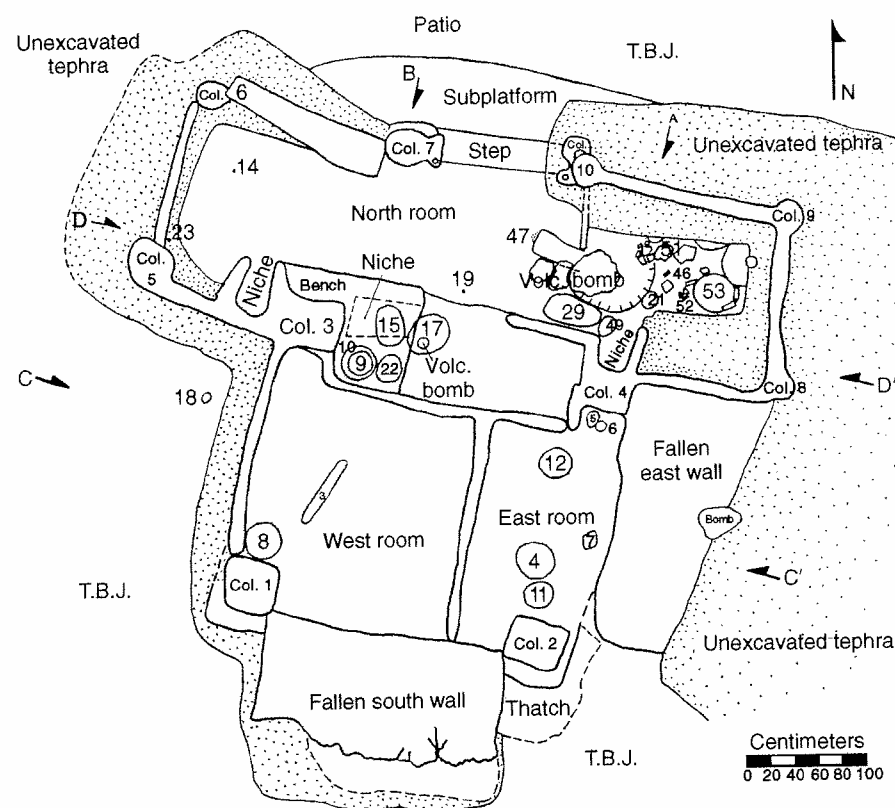 Patio
Unexcavated
tephra
T.B.J.
B
N
Subplatform
A
Unexcavated tephra
Col. 6
Col. 7
Step
Col.
10
.14
North room
Col. 9
D
23
47
Col.
5
Niche
Niche
Bench
19
Volc. bomb
46
21
53
52
29
49
Niche
Col. 3
15
17
10
9
22
Volc.
bomb
C
18
Col. 4
Col. 8
D'
5
6
Fallen
east wall
12
3
East room
Bomb
West room
8
7
4
C'
Col. 1
11
T.B.J.
Col. 2
Unexcavated tephra
Fallen south wall
Thatch
T.B.J.
Centimeters
0 20 40 60 80 100